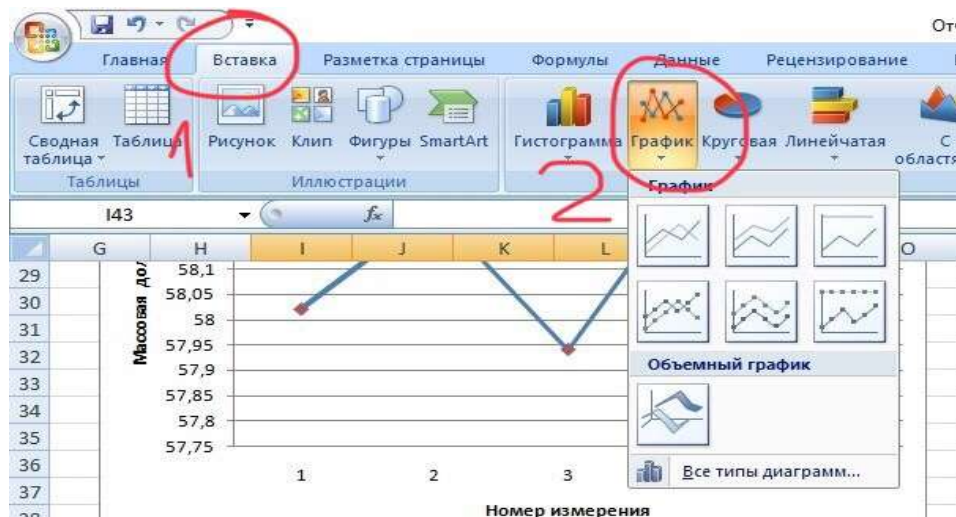 От
Главная Вставка Разметка страницы Формулы Данные Рецензирование
Сводная таблица Таблица Рисунок Клип Фигуры SmartArt Гистограмма График Круговая Линейчатая С областя
Таблицы Иллюстрации
1
2
График
I43 fx
G H I J K L O
29 58,1
30 58,05
31 58
32 57,95
33 57,9
34 57,85
35 57,8
36 57,75
37
38
Массовая дол
1 2 3
Номер измерения
Объемный график
Все типы диаграмм...